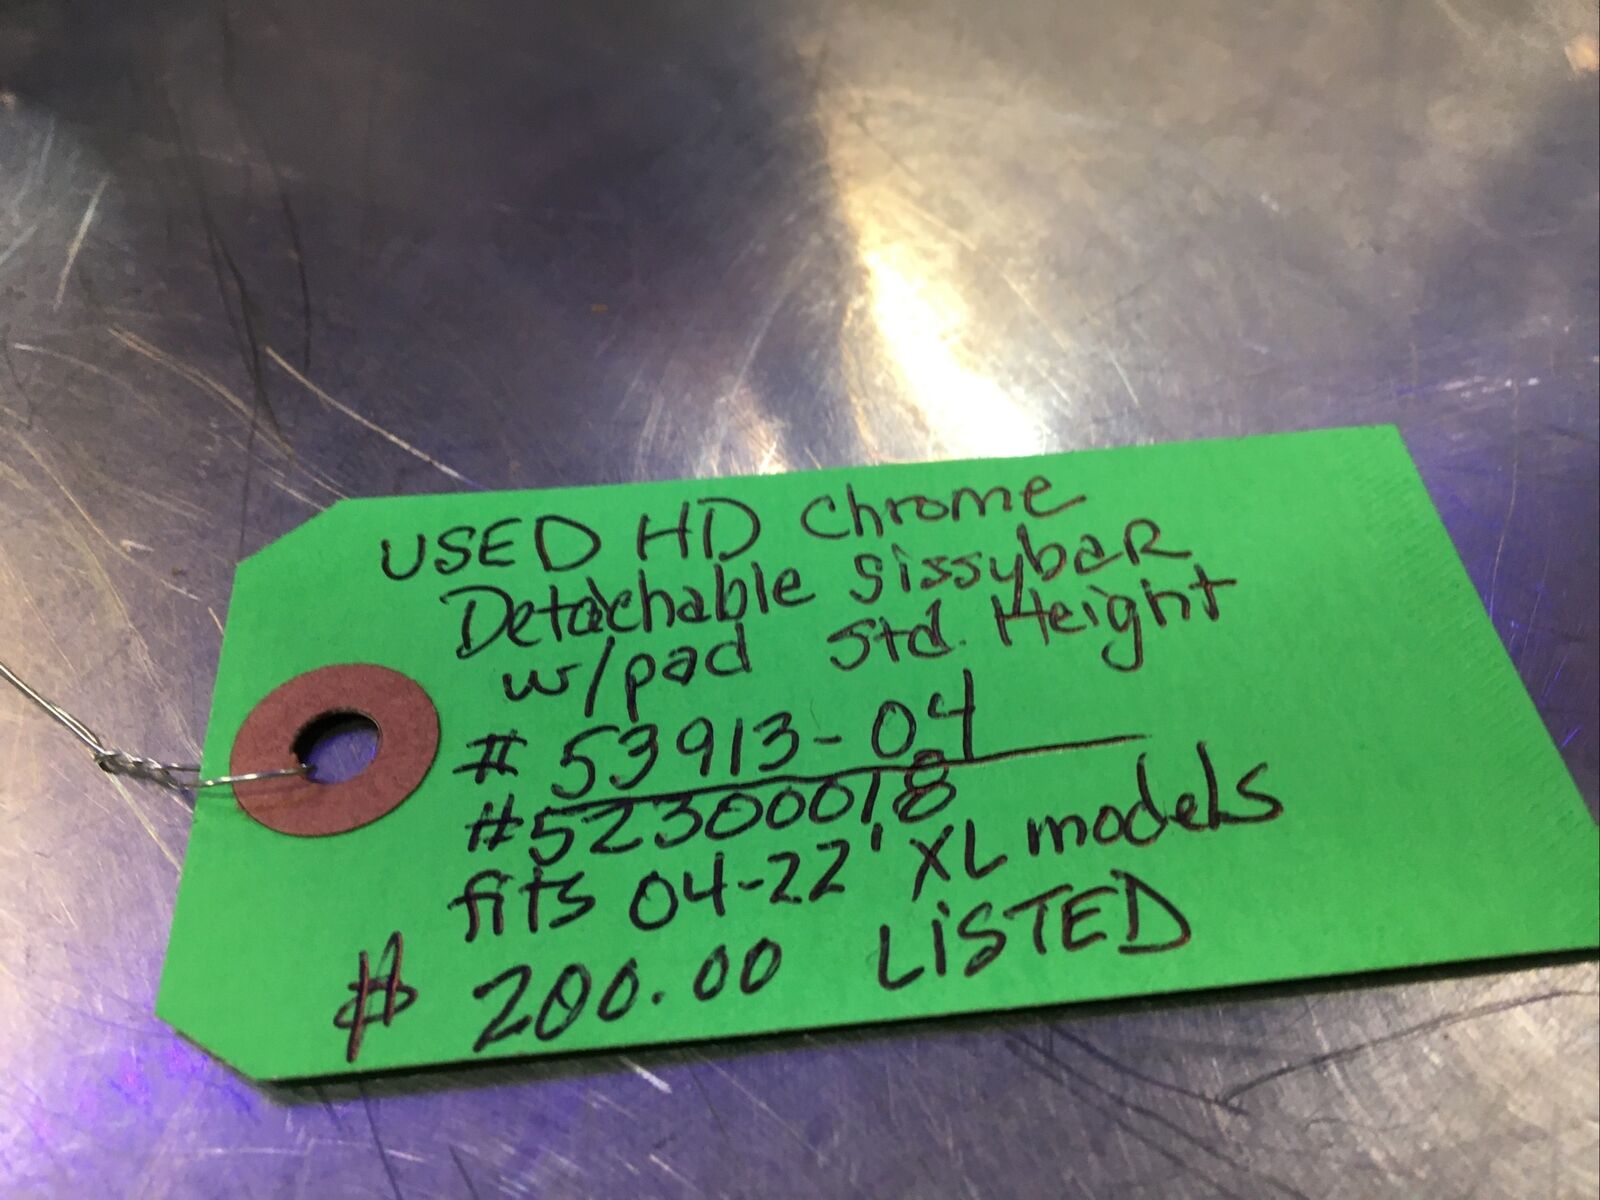 USED HD Chrome
Detachable sissybar
w/pad Std. Height
# 53913-04
#52300018
fits 04-22' XL models
$ 200.00 LISTED